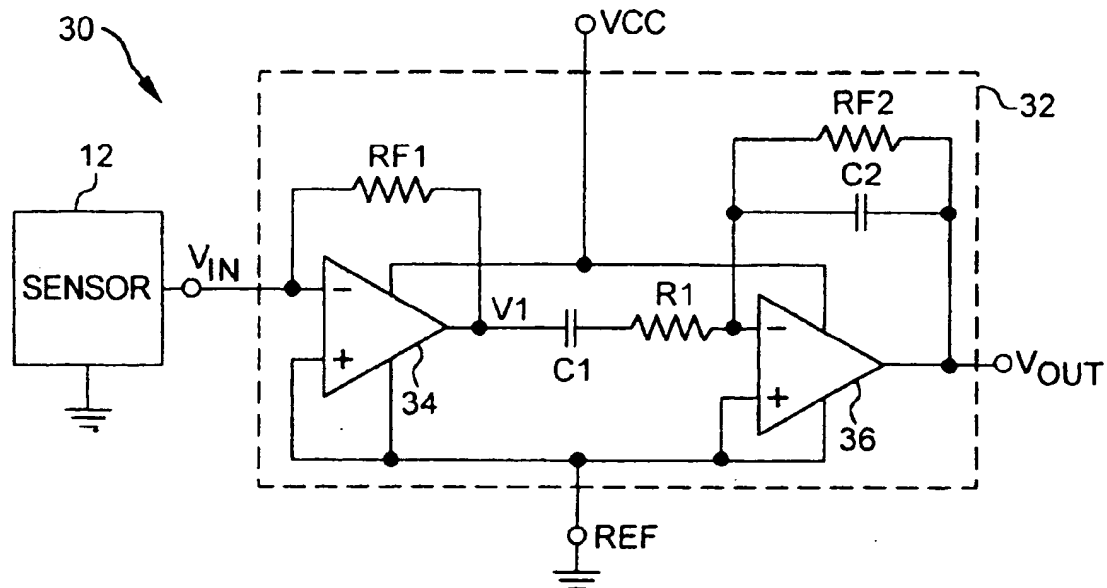 30
VCC
32
RF2
C2
12
RF1
SENSOR
VIN
−
+
34
V1
C1
R1
−
+
36
VOUT
REF